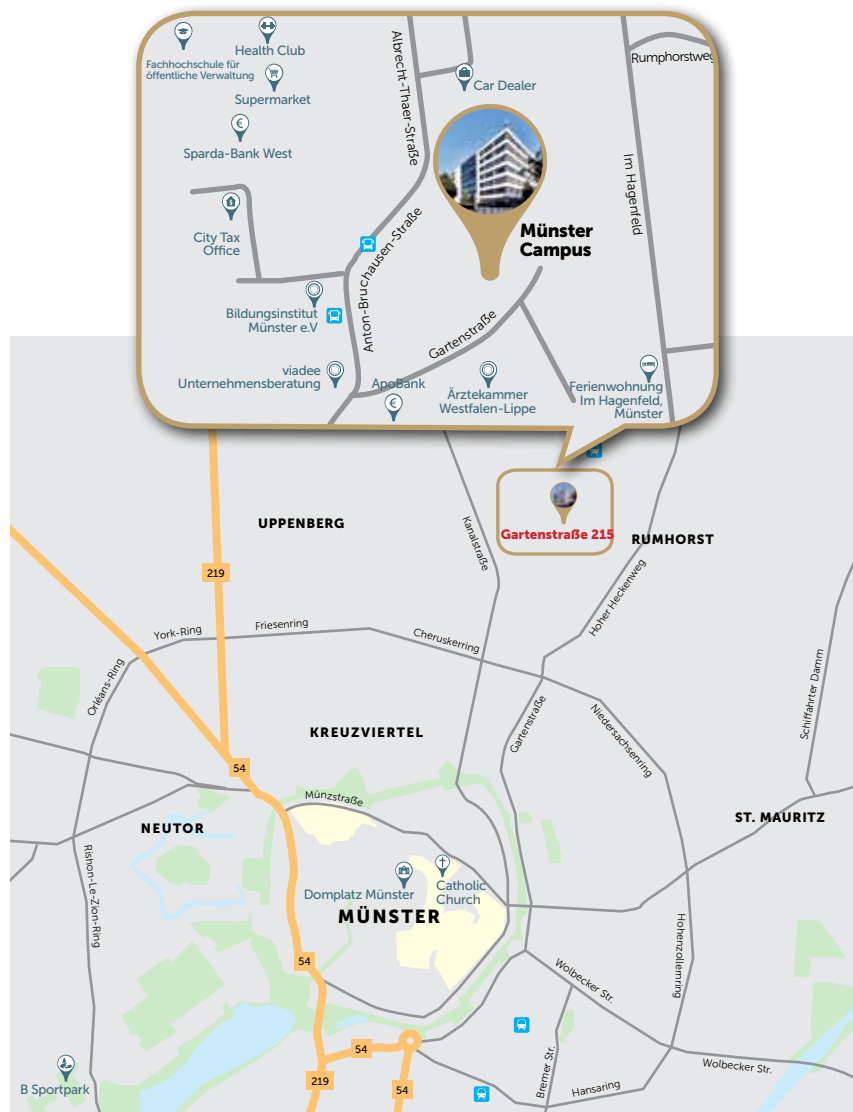 Health Club
Fachhochschule für
öffentliche Verwaltung
Supermarket
Sparda-Bank West
City Tax
Office
Albrecht-Thaer-Straße
Car Dealer
Rumphorstweg
Im Hagenfeld
Münster
Campus
Anton-Bruchausen-Straße
Bildungsinstitut
Münster e.V
Gartenstraße
viadee
Unternehmensberatung
ApoBank
Ärztekammer
Westfalen-Lippe
Ferienwohnung
Im Hagenfeld,
Münster
UPPENBERG
Kanalstraße
Gartenstraße 215
RUMHORST
219
Hoher Heckenweg
York-Ring
Friesenring
Cheruskerring
Orléans-Ring
Gartenstraße
Niedersachsenring
Schiffahrter Damm
KREUZVIERTEL
54
Münzstraße
NEUTOR
ST. MAURITZ
Rishon-Le-Zion-Ring
Domplatz Münster
Catholic
Church
MÜNSTER
Hohenzollernring
54
Wolbecker Str.
54
Bremer Str.
Wolbecker Str.
219
54
Hansaring
B Sportpark